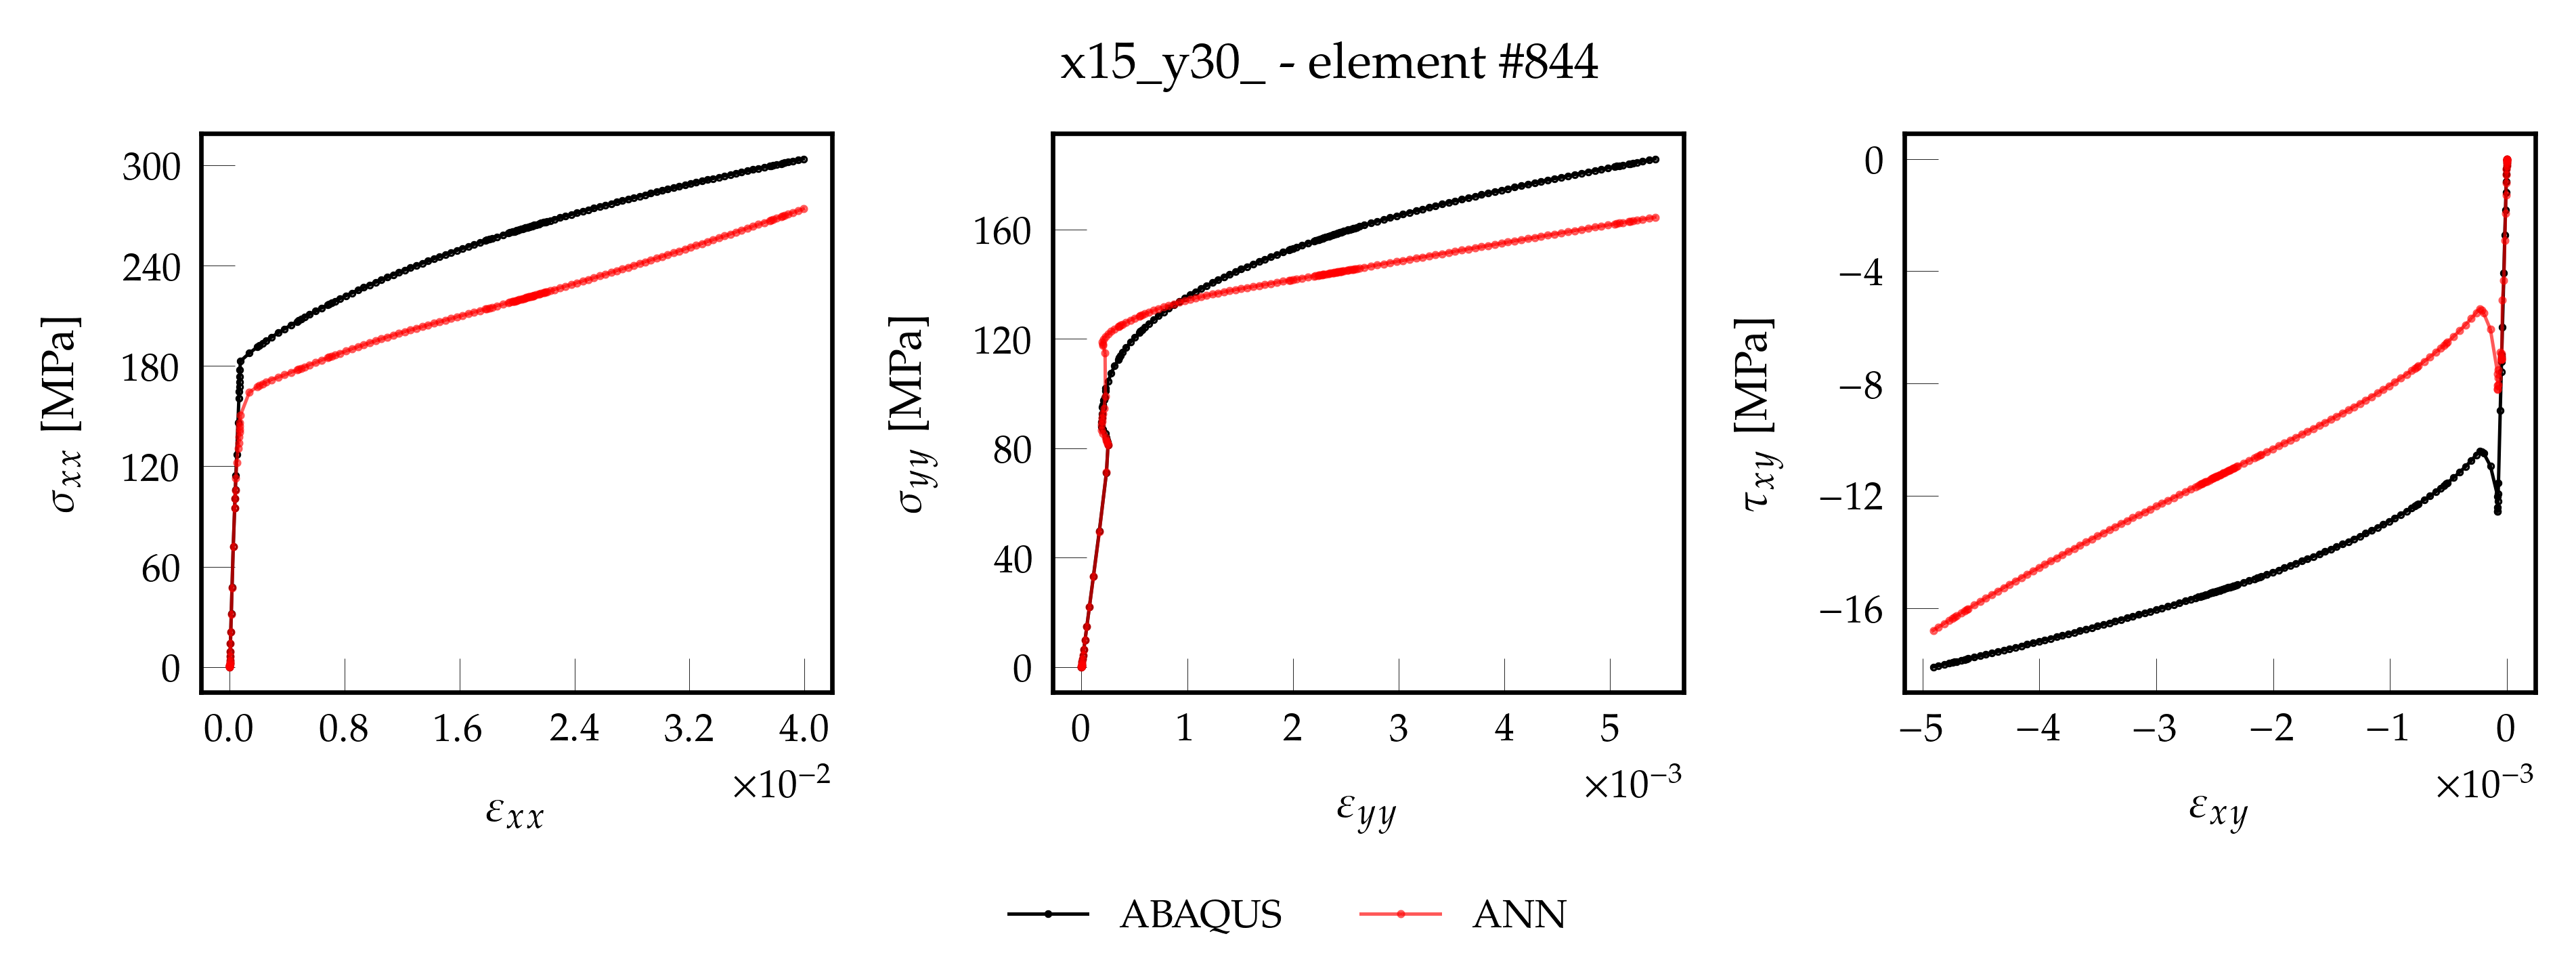 x15_y30_ - element #844
300
240
180
120
60
0
σxx [MPa]
0.0 0.8 1.6 2.4 3.2 4.0
×10−2
εxx
160
120
80
40
0
σyy [MPa]
0 1 2 3 4 5
×10−3
εyy
0
−4
−8
−12
−16
τxy [MPa]
−5 −4 −3 −2 −1 0
×10−3
εxy
ABAQUS ANN